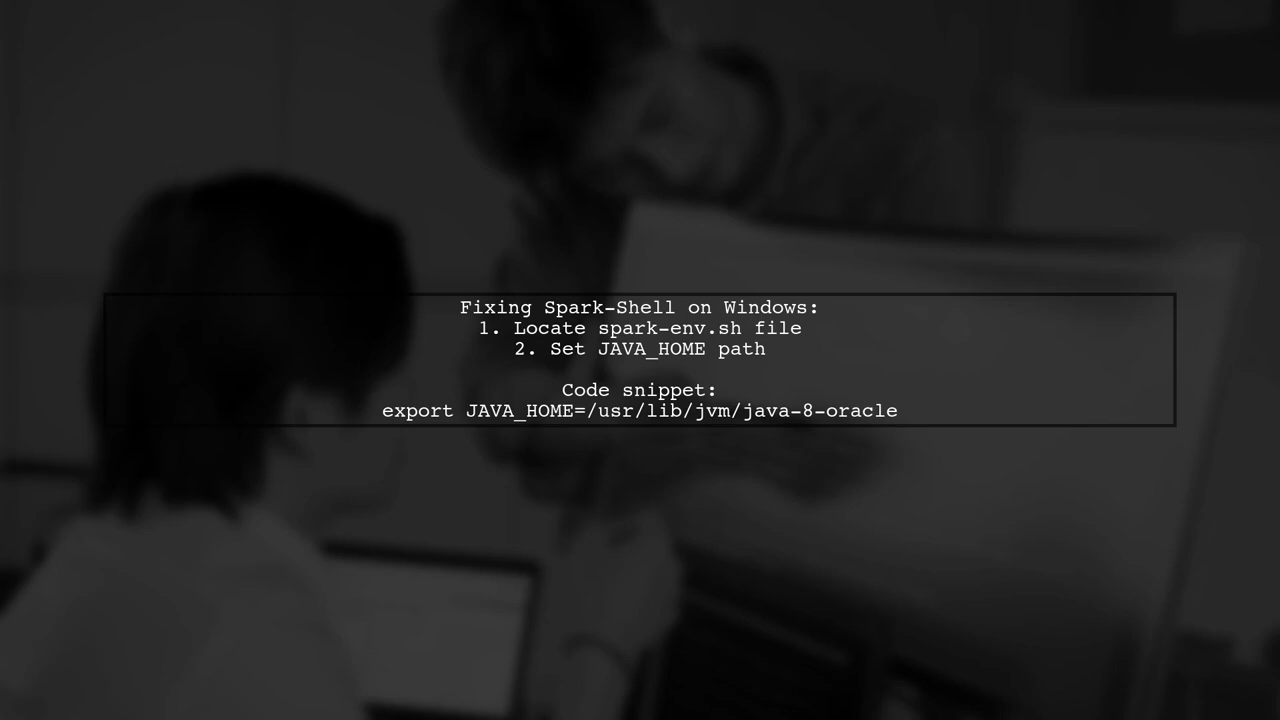 Fixing Spark-Shell on Windows:
1. Locate spark-env.sh file
2. Set JAVA_HOME path
Code snippet:
export JAVA_HOME=/usr/lib/jvm/java-8-oracle